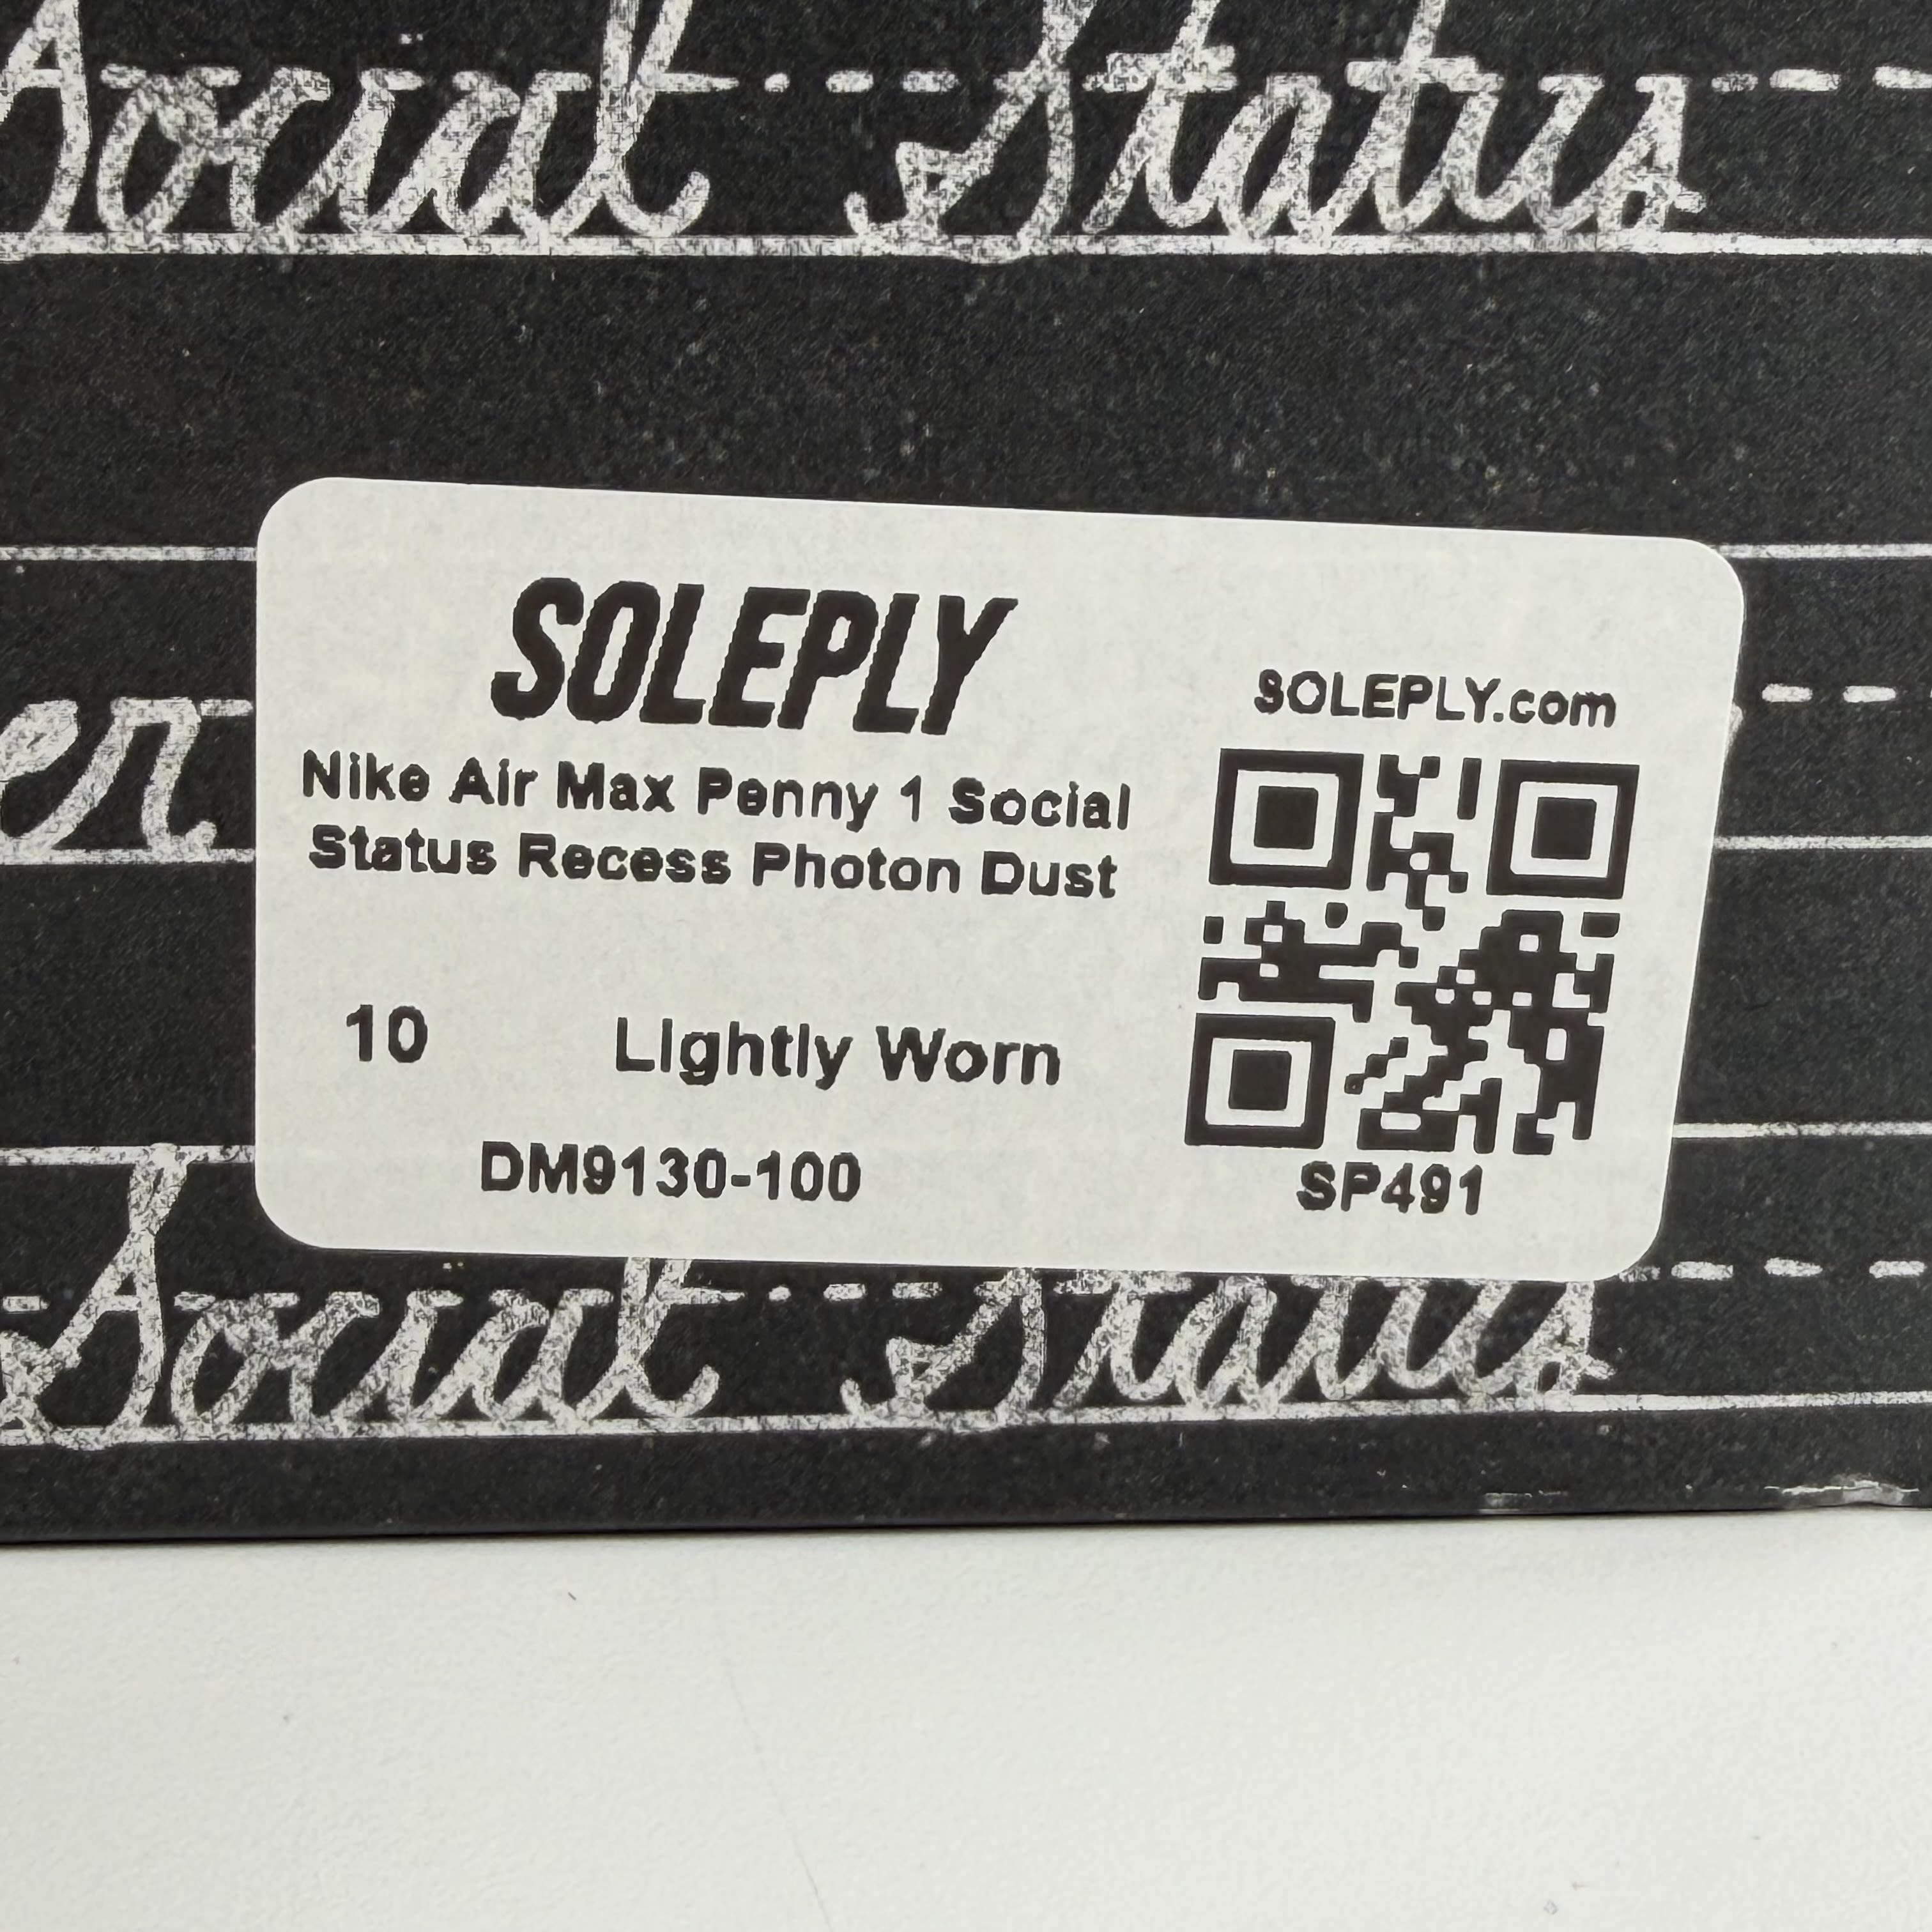 Social Status
SOLEPLY
Nike Air Max Penny 1 Social
Status Recess Photon Dust
10 Lightly Worn
DM9130-100
SOLEPLY.com
SP491
er
Social Status